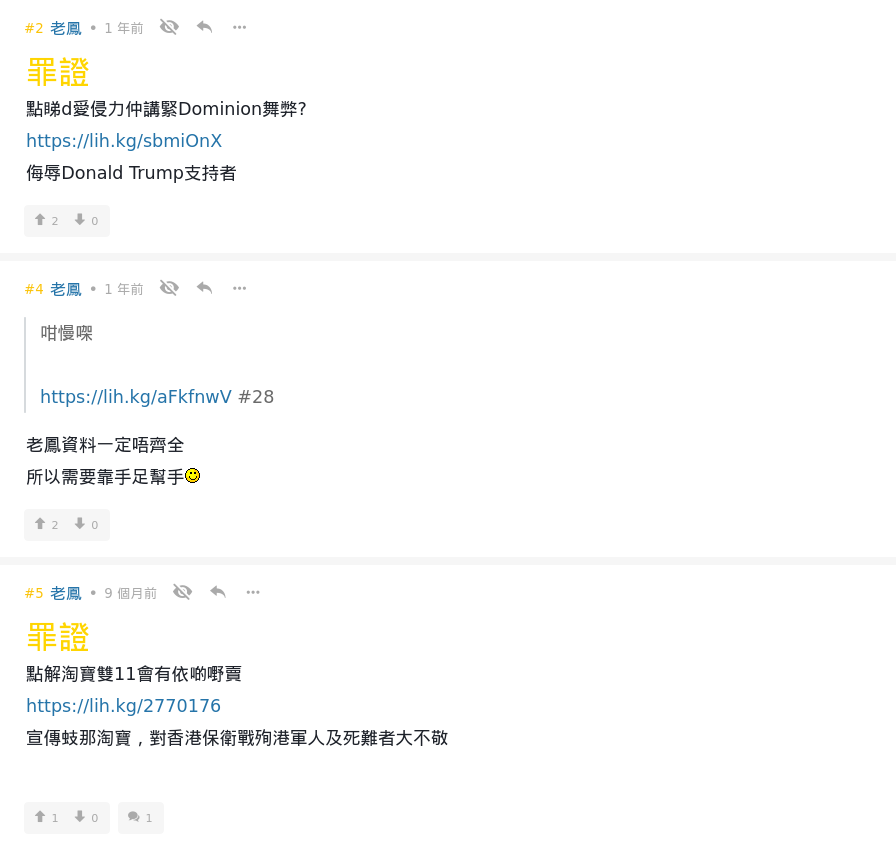 #2 老鳳 • 1 年前
罪證
點睇d愛侵力仲講緊Dominion舞弊?
https://lih.kg/sbmiOnX
侮辱Donald Trump支持者
2 0
#4 老鳳 • 1 年前
咁慢㗎
https://lih.kg/aFkfnwV #28
老鳳資料一定唔齊全
所以需要靠手足幫手
2 0
#5 老鳳 • 9 個月前
罪證
點解淘寶雙11會有依啲嘢賣
https://lih.kg/2770176
宣傳蚊那淘寶，對香港保衛戰殉港軍人及死難者大不敬
1 0 1